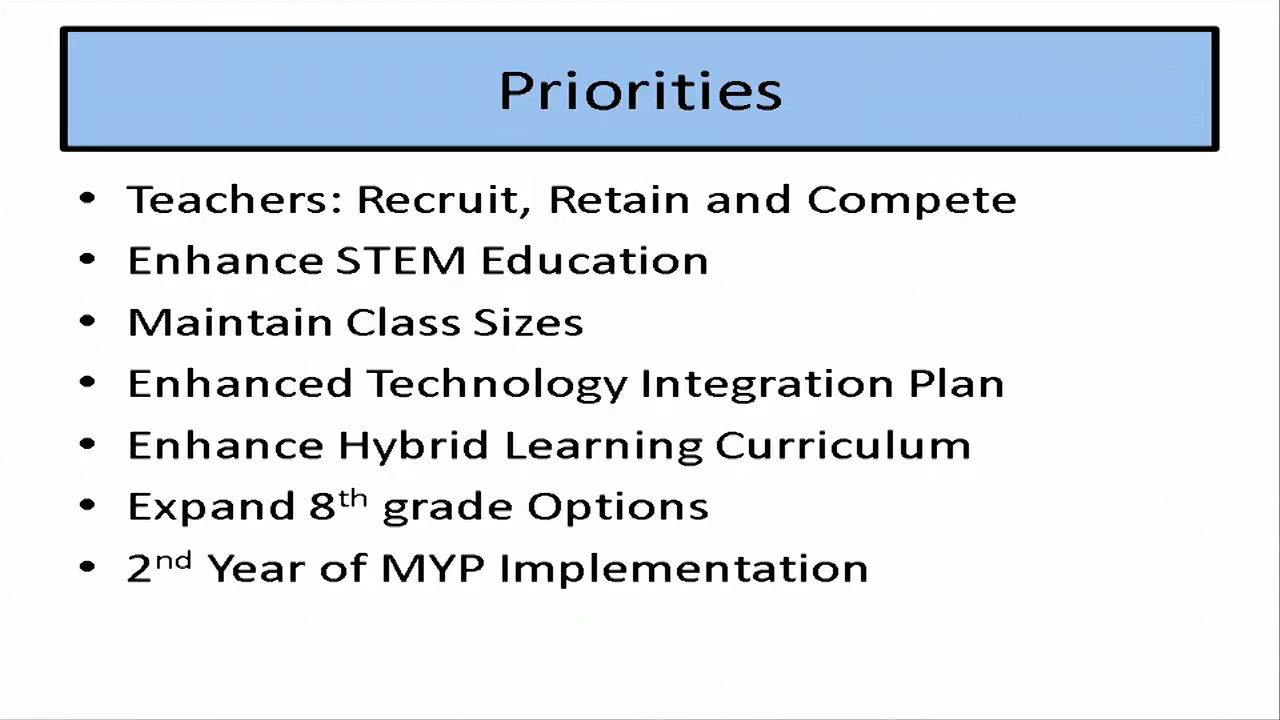 Priorities
• Teachers: Recruit, Retain and Compete
• Enhance STEM Education
• Maintain Class Sizes
• Enhanced Technology Integration Plan
• Enhance Hybrid Learning Curriculum
• Expand 8th grade Options
• 2nd Year of MYP Implementation